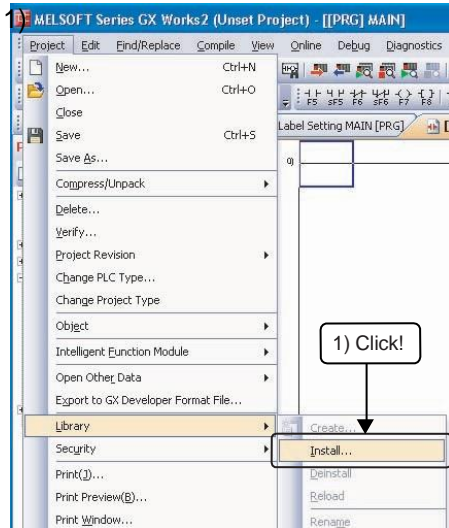 1)
MELSOFT Series GX Works2 (Unset Project) - [[PRG] MAIN]
Project Edit Find/Replace Compile View Online Debug Diagnostics
New... Ctrl+N
Open... Ctrl+O
F5 sF5 F6 sF6 F7 F8
Close
Label Setting MAIN [PRG]
Save Ctrl+S
Save As...
0)
Compress/Unpack
Delete...
Verify...
Project Revision
Change PLC Type...
Change Project Type
Object
1) Click!
Intelligent Function Module
Open Other Data
Export to GX Developer Format File...
Library
Create...
Security
Install...
Print(J)...
Deinstall
Print Preview(B)...
Reload
Print Window...
Rename